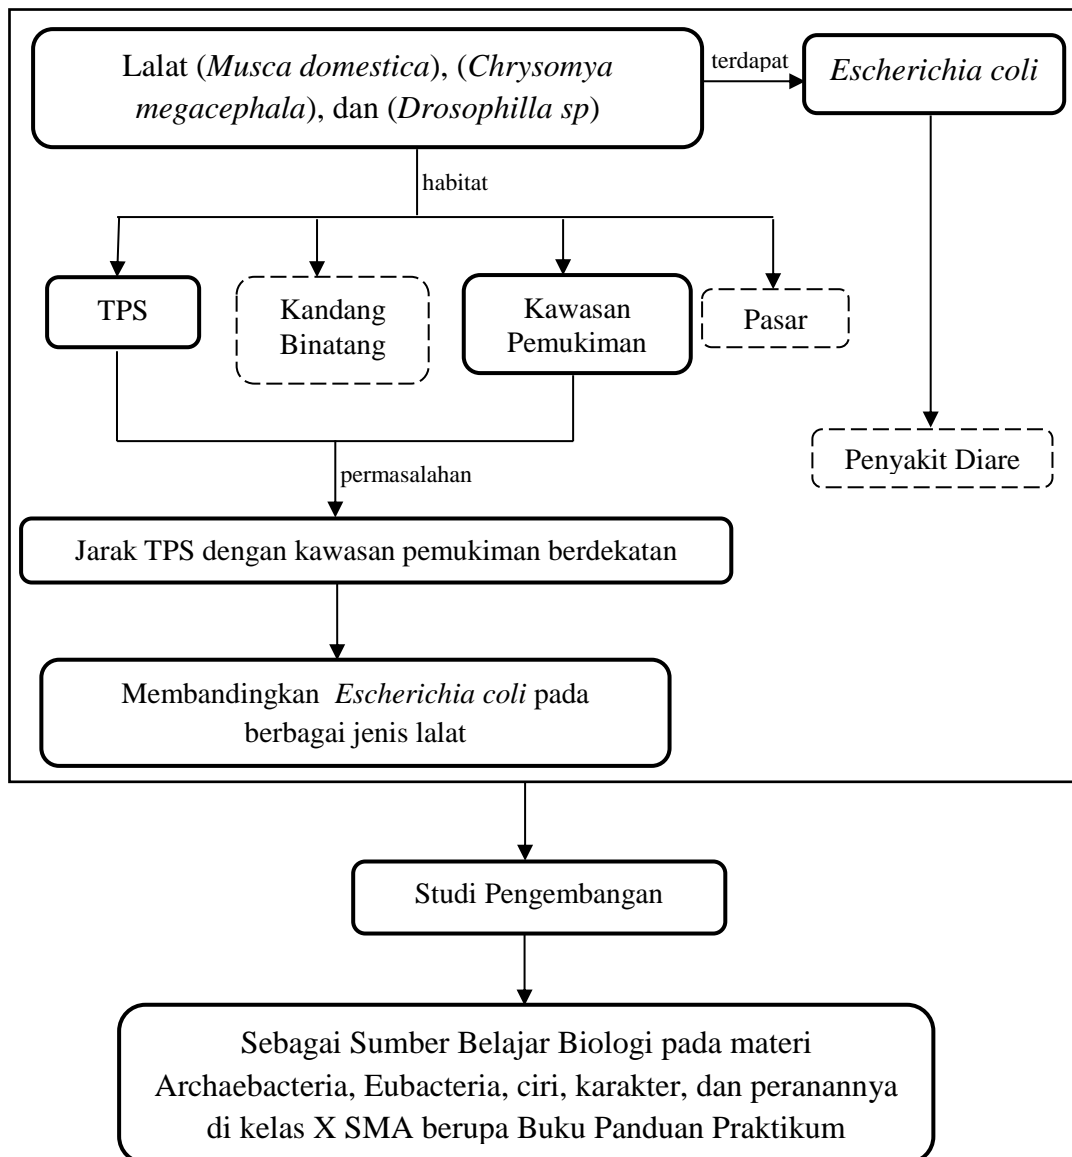 Lalat (Musca domestica), (Chrysomya
megacephala), dan (Drosophilla sp)
terdapat
Escherichia coli
habitat
TPS
Kandang
Binatang
Kawasan
Pemukiman
Pasar
Penyakit Diare
permasalahan
Jarak TPS dengan kawasan pemukiman berdekatan
Membandingkan Escherichia coli pada
berbagai jenis lalat
Studi Pengembangan
Sebagai Sumber Belajar Biologi pada materi
Archaebacteria, Eubacteria, ciri, karakter, dan peranannya
di kelas X SMA berupa Buku Panduan Praktikum